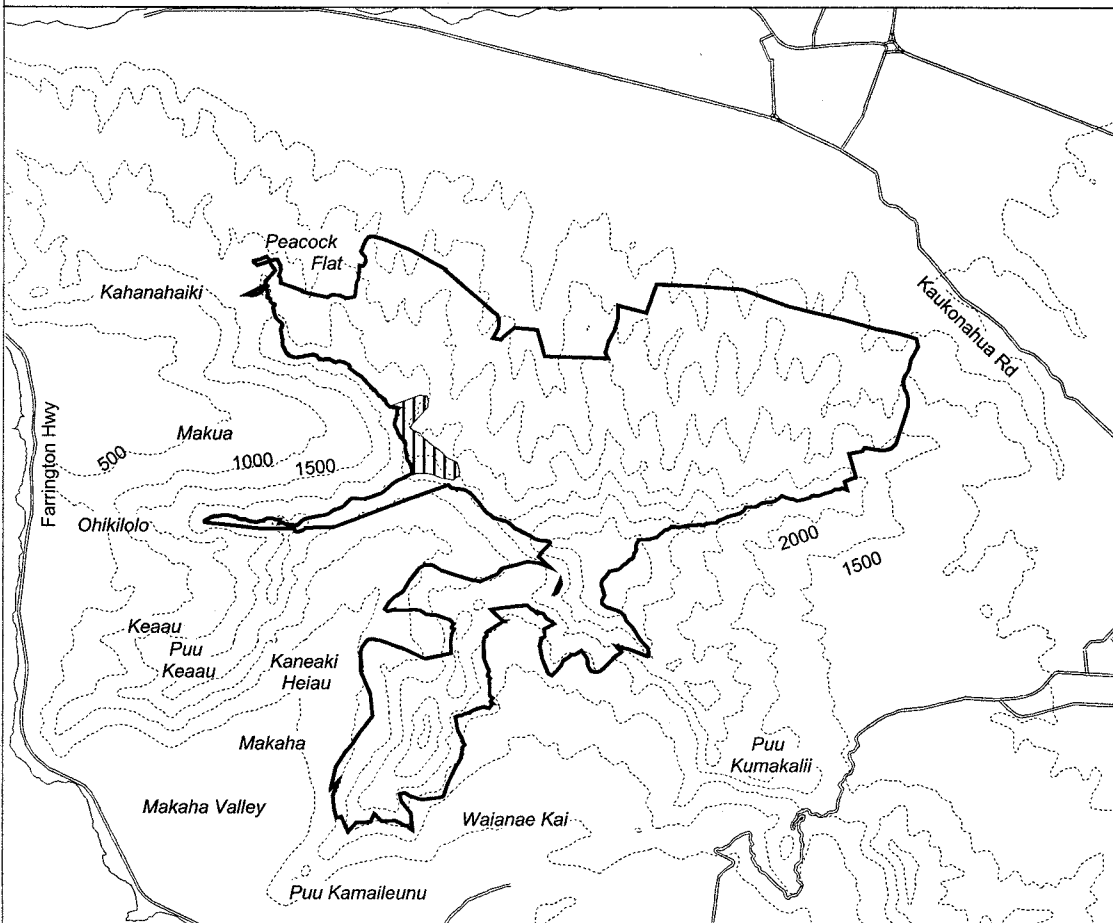 Peacock
Flat
Kahanahaiki
Kaukonahua Rd
Farrington Hwy
Makua
500
1000
1500
Ohikilolo
2000
1500
Keaau
Puu
Keaau
Kaneaki
Heiau
Makaha
Puu
Kumakalii
Makaha Valley
Waianae Kai
Puu Kamaileunu